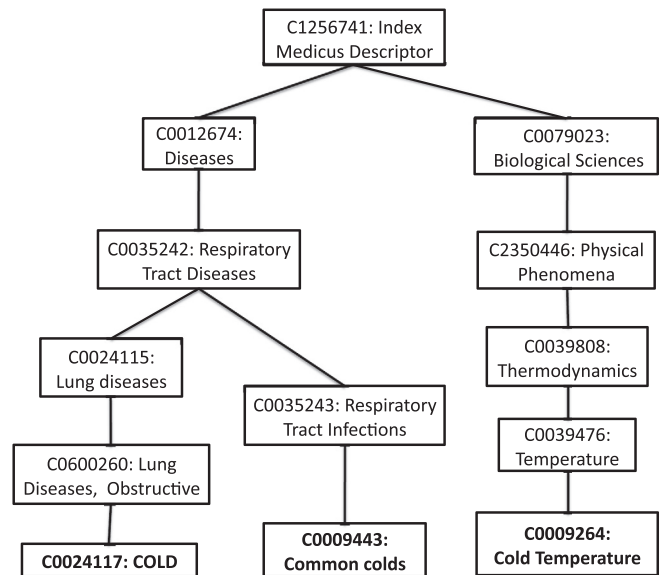 C1256741: Index
Medicus Descriptor
C0012674:
Diseases
C0079023:
Biological Sciences
C0035242: Respiratory
Tract Diseases
C2350446: Physical
Phenomena
C0024115:
Lung diseases
C0039808:
Thermodynamics
C0035243: Respiratory
Tract Infections
C0039476:
Temperature
C0600260: Lung
Diseases, Obstructive
C0024117: COLD
C0009443:
Common colds
C0009264:
Cold Temperature